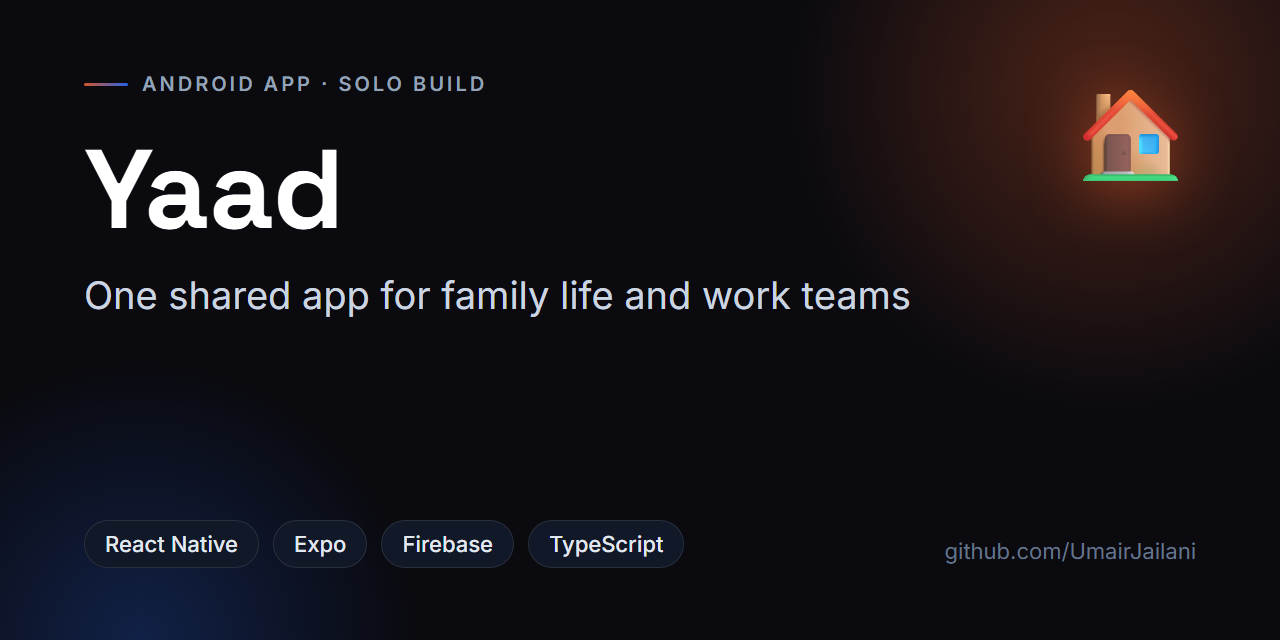 ANDROID APP · SOLO BUILD
Yaad
One shared app for family life and work teams
React Native Expo Firebase TypeScript
github.com/UmairJailani